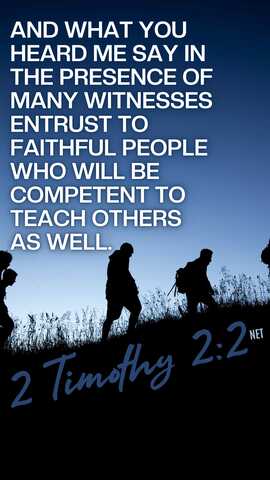 AND WHAT YOU
HEARD ME SAY IN
THE PRESENCE OF
MANY WITNESSES
ENTRUST TO
FAITHFUL PEOPLE
WHO WILL BE
COMPETENT TO
TEACH OTHERS
AS WELL.
2 Timothy 2:2 NET